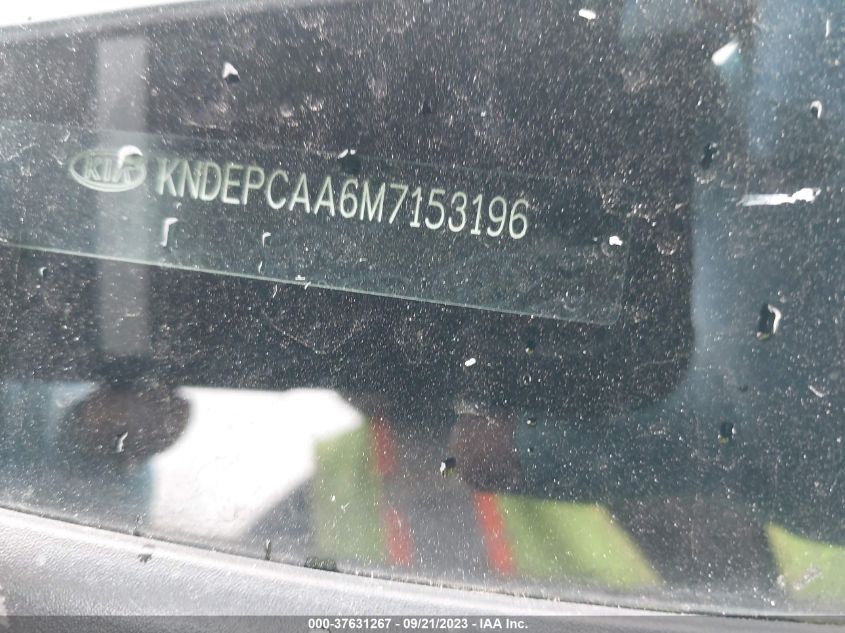 KIA KNDEPCAA6M7153196
000-37631267 - 09/21/2023 - IAA Inc.